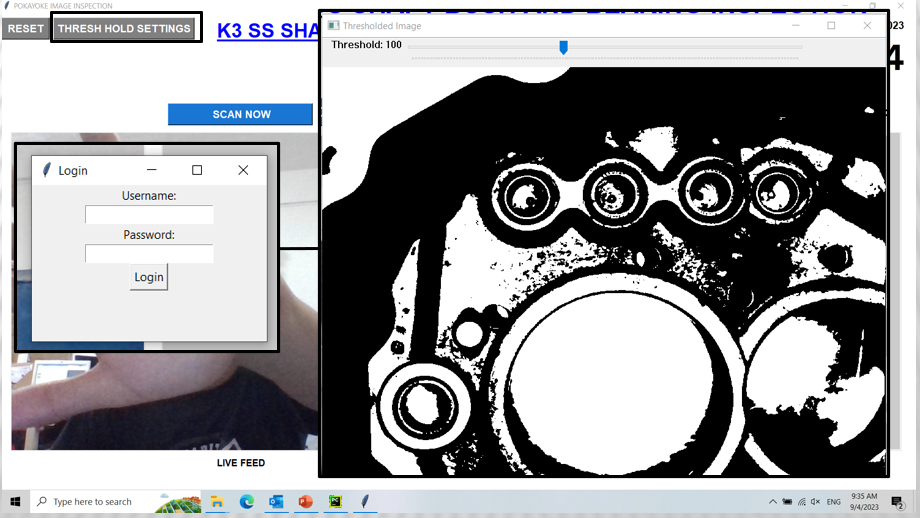 POKAYOKE IMAGE INSPECTION
RESET
THRESH HOLD SETTINGS
K3 SS SHA
023
4
Thresholded Image
Threshold: 100
SCAN NOW
Login
Username:
Password:
Login
LIVE FEED
Type here to search
ENG
9:35 AM
9/4/2023
2